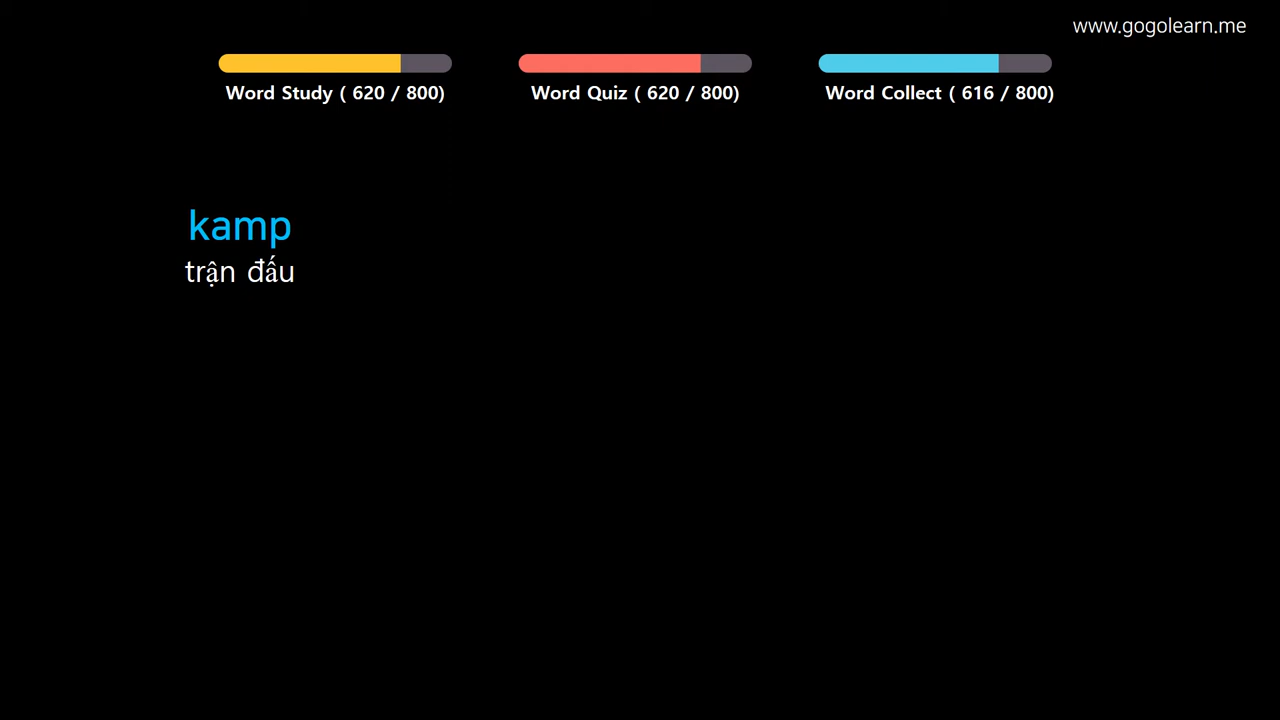 www.gogolearn.me
Word Study ( 620 / 800)
Word Quiz ( 620 / 800)
Word Collect ( 616 / 800)
kamp
trận đấu